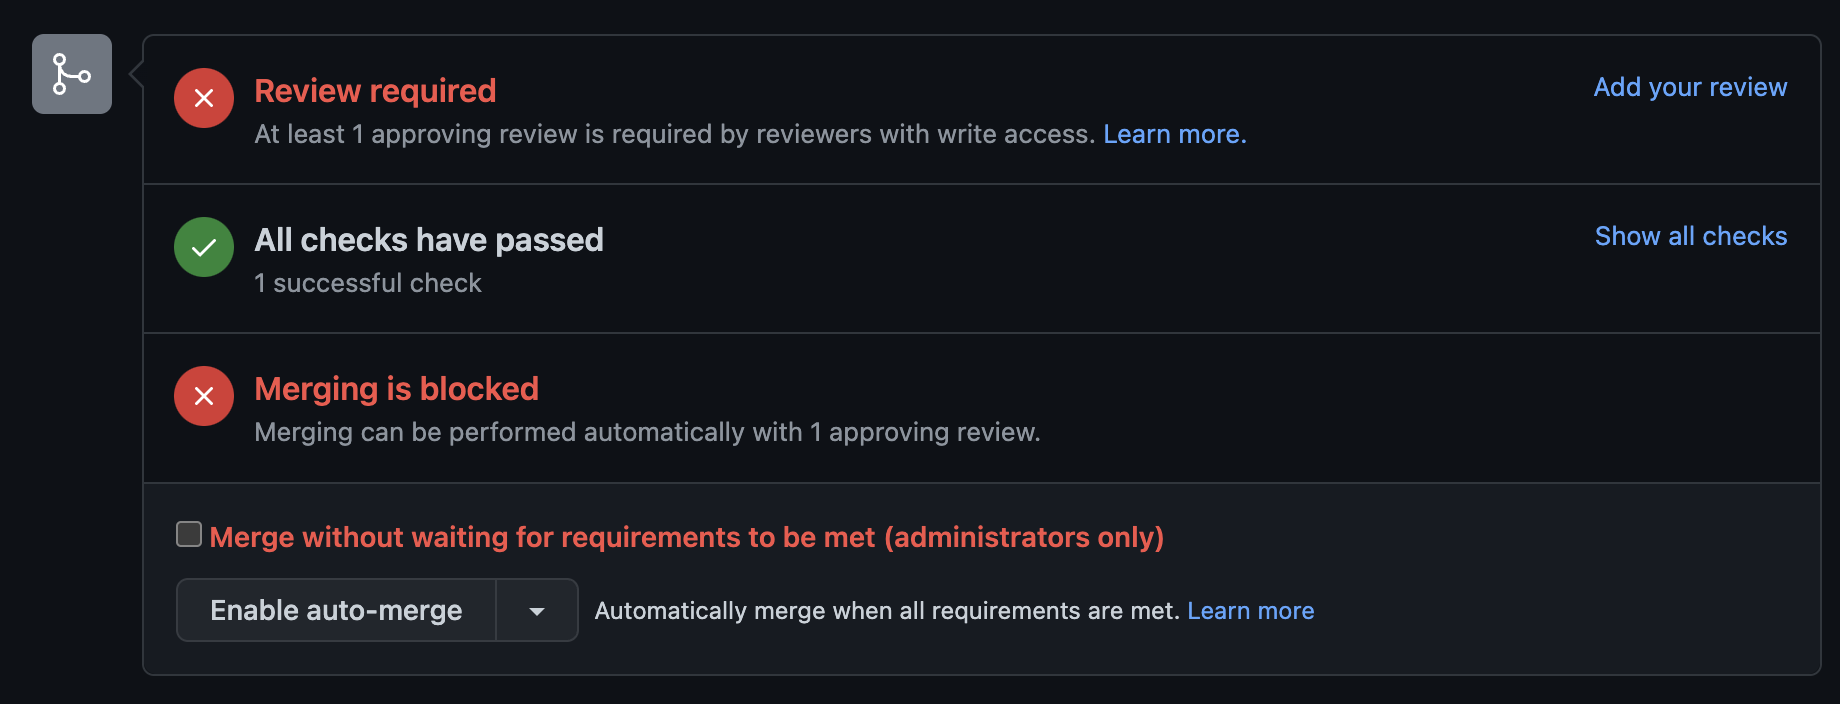 Review required
Add your review
At least 1 approving review is required by reviewers with write access. Learn more.
All checks have passed
Show all checks
1 successful check
Merging is blocked
Merging can be performed automatically with 1 approving review.
Merge without waiting for requirements to be met (administrators only)
Enable auto-merge
Automatically merge when all requirements are met. Learn more